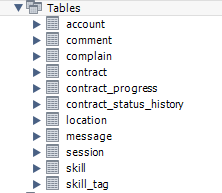 Tables
account
comment
complain
contract
contract_progress
contract_status_history
location
message
session
skill
skill_tag